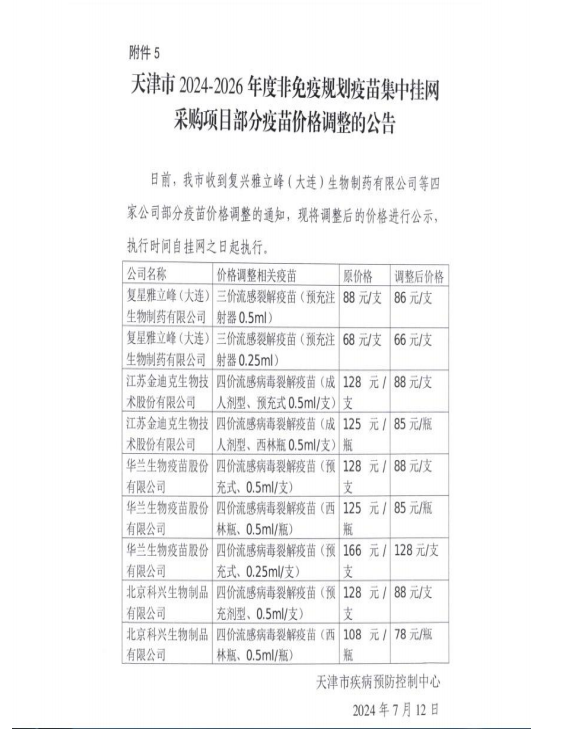 附件 5
天津市 2024-2026 年度非免疫规划疫苗集中挂网
采购项目部分疫苗价格调整的公告
日前，我市收到复兴雅立峰（大连）生物制药有限公司等四
家公司部分疫苗价格调整的通知，现将调整后的价格进行公示，
执行时间自挂网之日起执行。
公司名称 价格调整相关疫苗 原价格 调整后价格
复星雅立峰（大连） 三价流感裂解疫苗（预充注 88 元/支 86 元/支
生物制药有限公司 射器 0.5ml）
复星雅立峰（大连） 三价流感裂解疫苗（预充注 68 元/支 66 元/支
生物制药有限公司 射器 0.25ml）
江苏金迪克生物技 四价流感病毒裂解疫苗（成 128 元/ 88 元/支
术股份有限公司 人剂型、预充式 0.5ml/支） 支
江苏金迪克生物技 四价流感病毒裂解疫苗（成 125 元/ 85 元/瓶
术股份有限公司 人剂型、西林瓶 0.5ml/支） 瓶
华兰生物疫苗股份 四价流感病毒裂解疫苗（预 128 元/ 88 元/支
有限公司 充式、0.5ml/支） 支
华兰生物疫苗股份 四价流感病毒裂解疫苗（西 125 元/ 85 元/瓶
有限公司 林瓶、0.5ml/瓶） 瓶
华兰生物疫苗股份 四价流感病毒裂解疫苗（预 166 元/ 128 元/支
有限公司 充式、0.25ml/支） 支
北京科兴生物制品 四价流感病毒裂解疫苗（预 128 元/ 88 元/支
有限公司 充剂型、0.5ml/支） 支
北京科兴生物制品 四价流感病毒裂解疫苗（西 108 元/ 78 元/瓶
有限公司 林瓶、0.5ml/瓶） 瓶
天津市疾病预防控制中心
2024 年 7 月 12 日